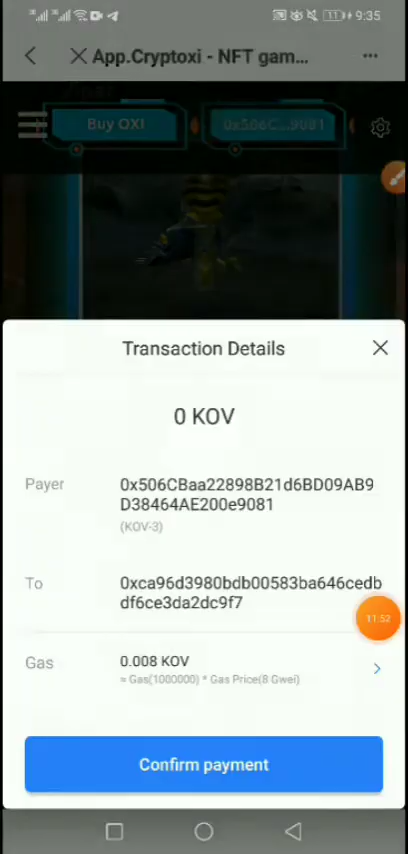 9:35
App.Cryptoxi - NFT gam...
Buy OXI
0x506C...9081
Transaction Details
0 KOV
Payer
0x506CBaa22898B21d6BD09AB9
D38464AE200e9081
(KOV-3)
To
0xca96d3980bdb00583ba646cedb
df6ce3da2dc9f7
11:52
Gas
0.008 KOV
≈ Gas(1000000) * Gas Price(8 Gwei)
Confirm payment